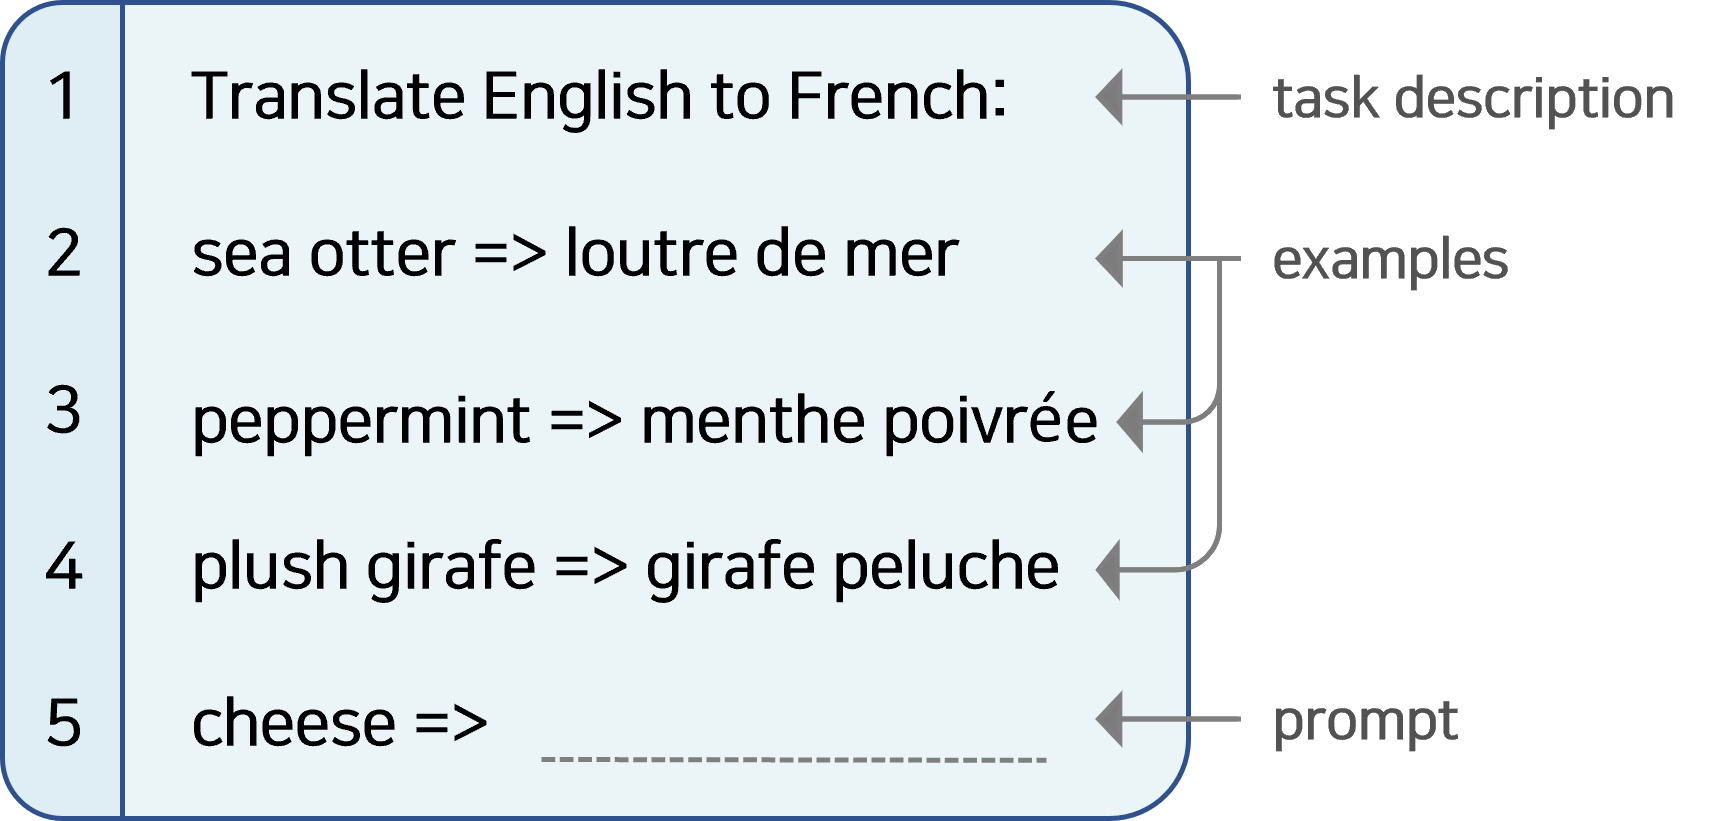 1 Translate English to French: task description
2 sea otter => loutre de mer examples
3 peppermint => menthe poivrée
4 plush girafe => girafe peluche
5 cheese => prompt